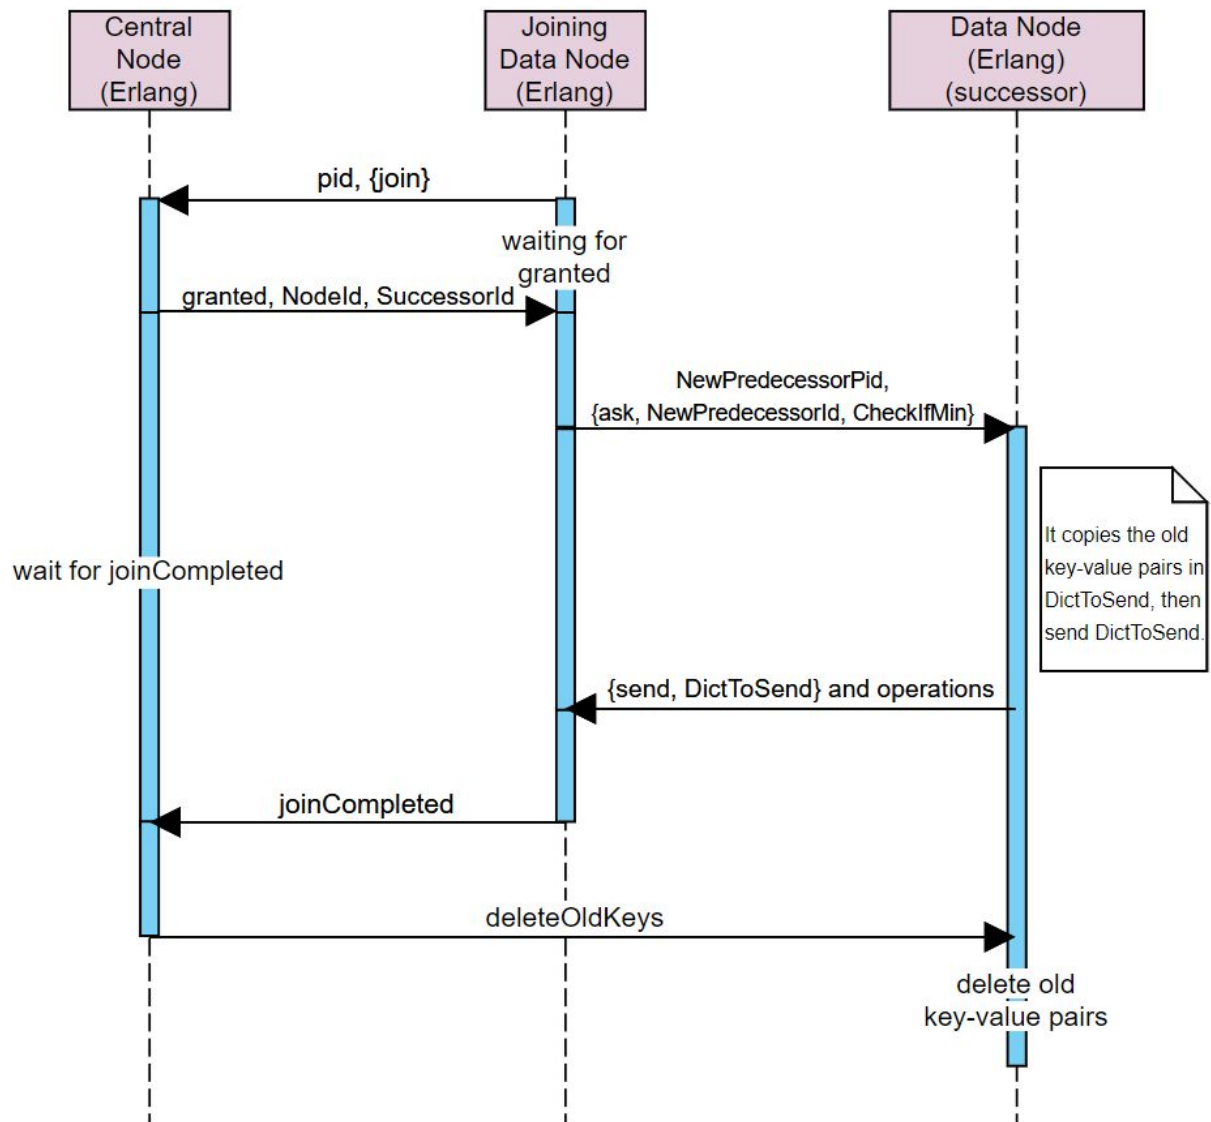 Central
Node
(Erlang)
Joining
Data Node
(Erlang)
Data Node
(Erlang)
(successor)
pid, {join}
waiting for
granted
granted, NodeId, SuccessorId
NewPredecessorPid,
{ask, NewPredecessorId, CheckIfMin}
It copies the old
key-value pairs in
DictToSend, then
send DictToSend.
wait for joinCompleted
{send, DictToSend} and operations
joinCompleted
deleteOldKeys
delete old
key-value pairs